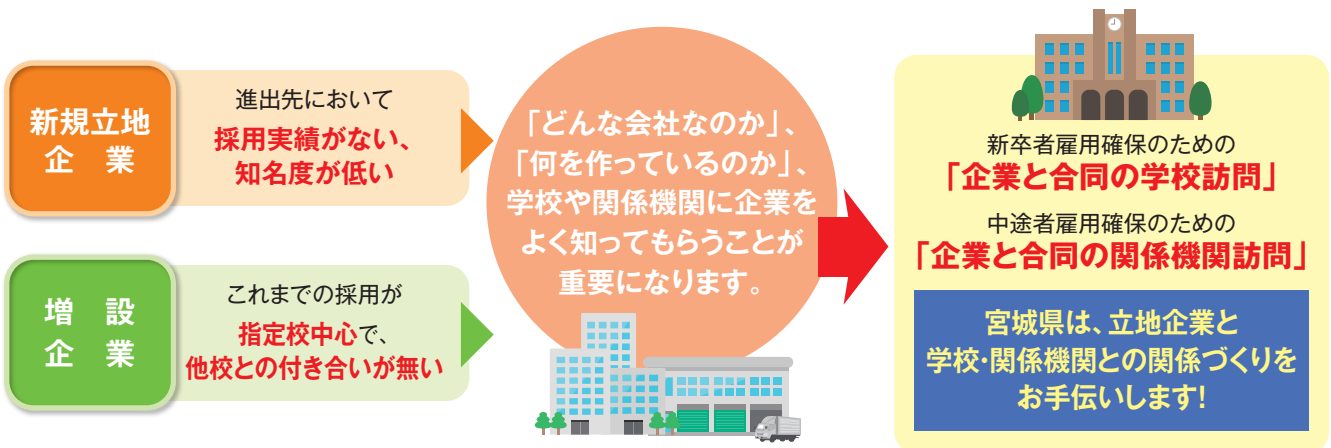 新規立地
企　業
進出先において
採用実績がない、
知名度が低い
増　設
企　業
これまでの採用が
指定校中心で、
他校との付き合いが無い
「どんな会社なのか」、
「何を作っているのか」、
学校や関係機関に企業を
よく知ってもらうことが
重要になります。
新卒者雇用確保のための
「企業と合同の学校訪問」
中途者雇用確保のための
「企業と合同の関係機関訪問」
宮城県は、立地企業と
学校・関係機関との関係づくりを
お手伝いします!